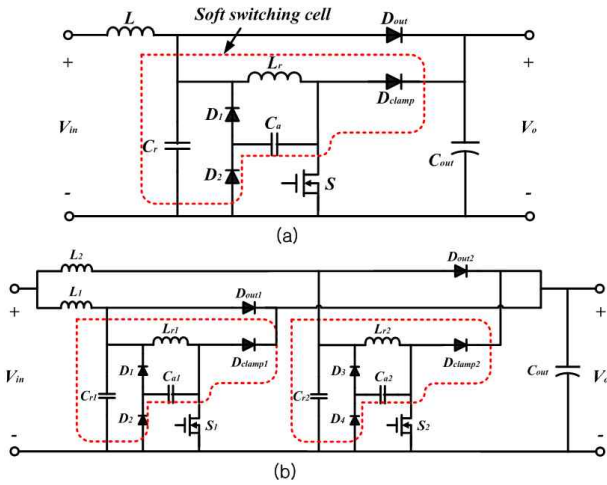 L
Soft switching cell
Dout
+
Lr
Dclamp
+
D1
Ca
Vin
Cr
Vo
D2
S
Cout
-
-
(a)
L2
Dout2
L1
Dout1
+
+
Lr1
Lr2
Dclamp1
Dclamp2
D1
Ca1
D3
Ca2
Vin
Cr1
Cr2
Cout
Vo
D2
S1
D4
S2
-
-
(b)